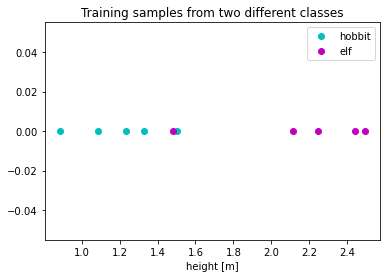 Training samples from two different classes
hobbit
elf
0.04
0.02
0.00
−0.02
−0.04
1.0 1.2 1.4 1.6 1.8 2.0 2.2 2.4
height [m]